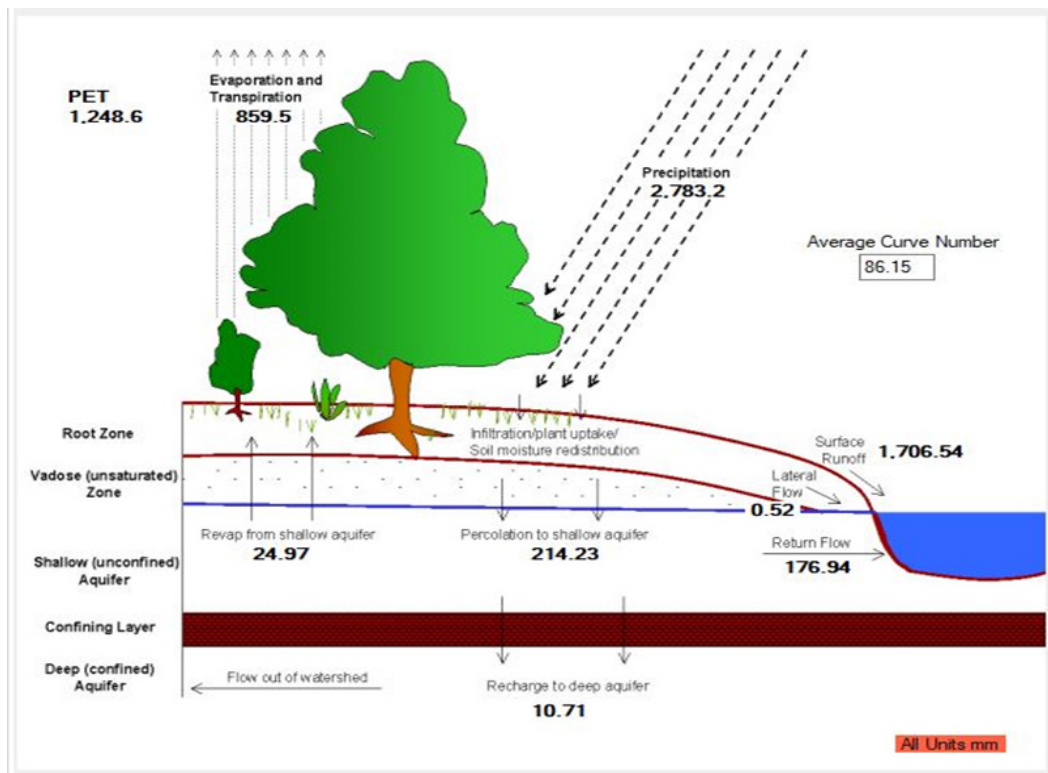 PET
1,248.6
Evaporation and
Transpiration
859.5
Precipitation
2,783.2
Average Curve Number
86.15
Root Zone
Infiltration/plant uptake/
Soil moisture redistribution
Surface
Runoff
1,706.54
Vadose (unsaturated)
Zone
Lateral
Flow
0.52
Revap from shallow aquifer
24.97
Percolation to shallow aquifer
214.23
Return Flow
176.94
Shallow (unconfined)
Aquifer
Confining Layer
Deep (confined)
Aquifer
Flow out of watershed
Recharge to deep aquifer
10.71
All Units mm